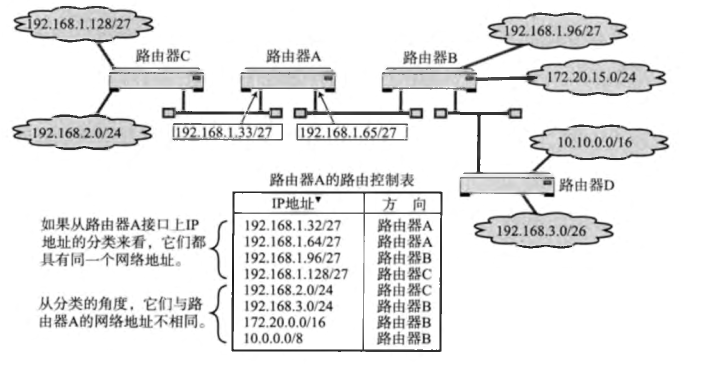 192.168.1.128/27
192.168.2.0/24
路由器C
路由器A
路由器B
192.168.1.33/27
192.168.1.65/27
192.168.1.96/27
172.20.15.0/24
10.10.0.0/16
路由器D
192.168.3.0/26
路由器A的路由控制表
IP地址▼ 方 向
192.168.1.32/27 路由器A
192.168.1.64/27 路由器A
192.168.1.96/27 路由器B
192.168.1.128/27 路由器C
192.168.2.0/24 路由器C
192.168.3.0/24 路由器B
172.20.0.0/16 路由器B
10.0.0.0/8 路由器B
如果从路由器A接口上IP
地址的分类来看，它们都
具有同一个网络地址。
从分类的角度，它们与路
由器A的网络地址不相同。